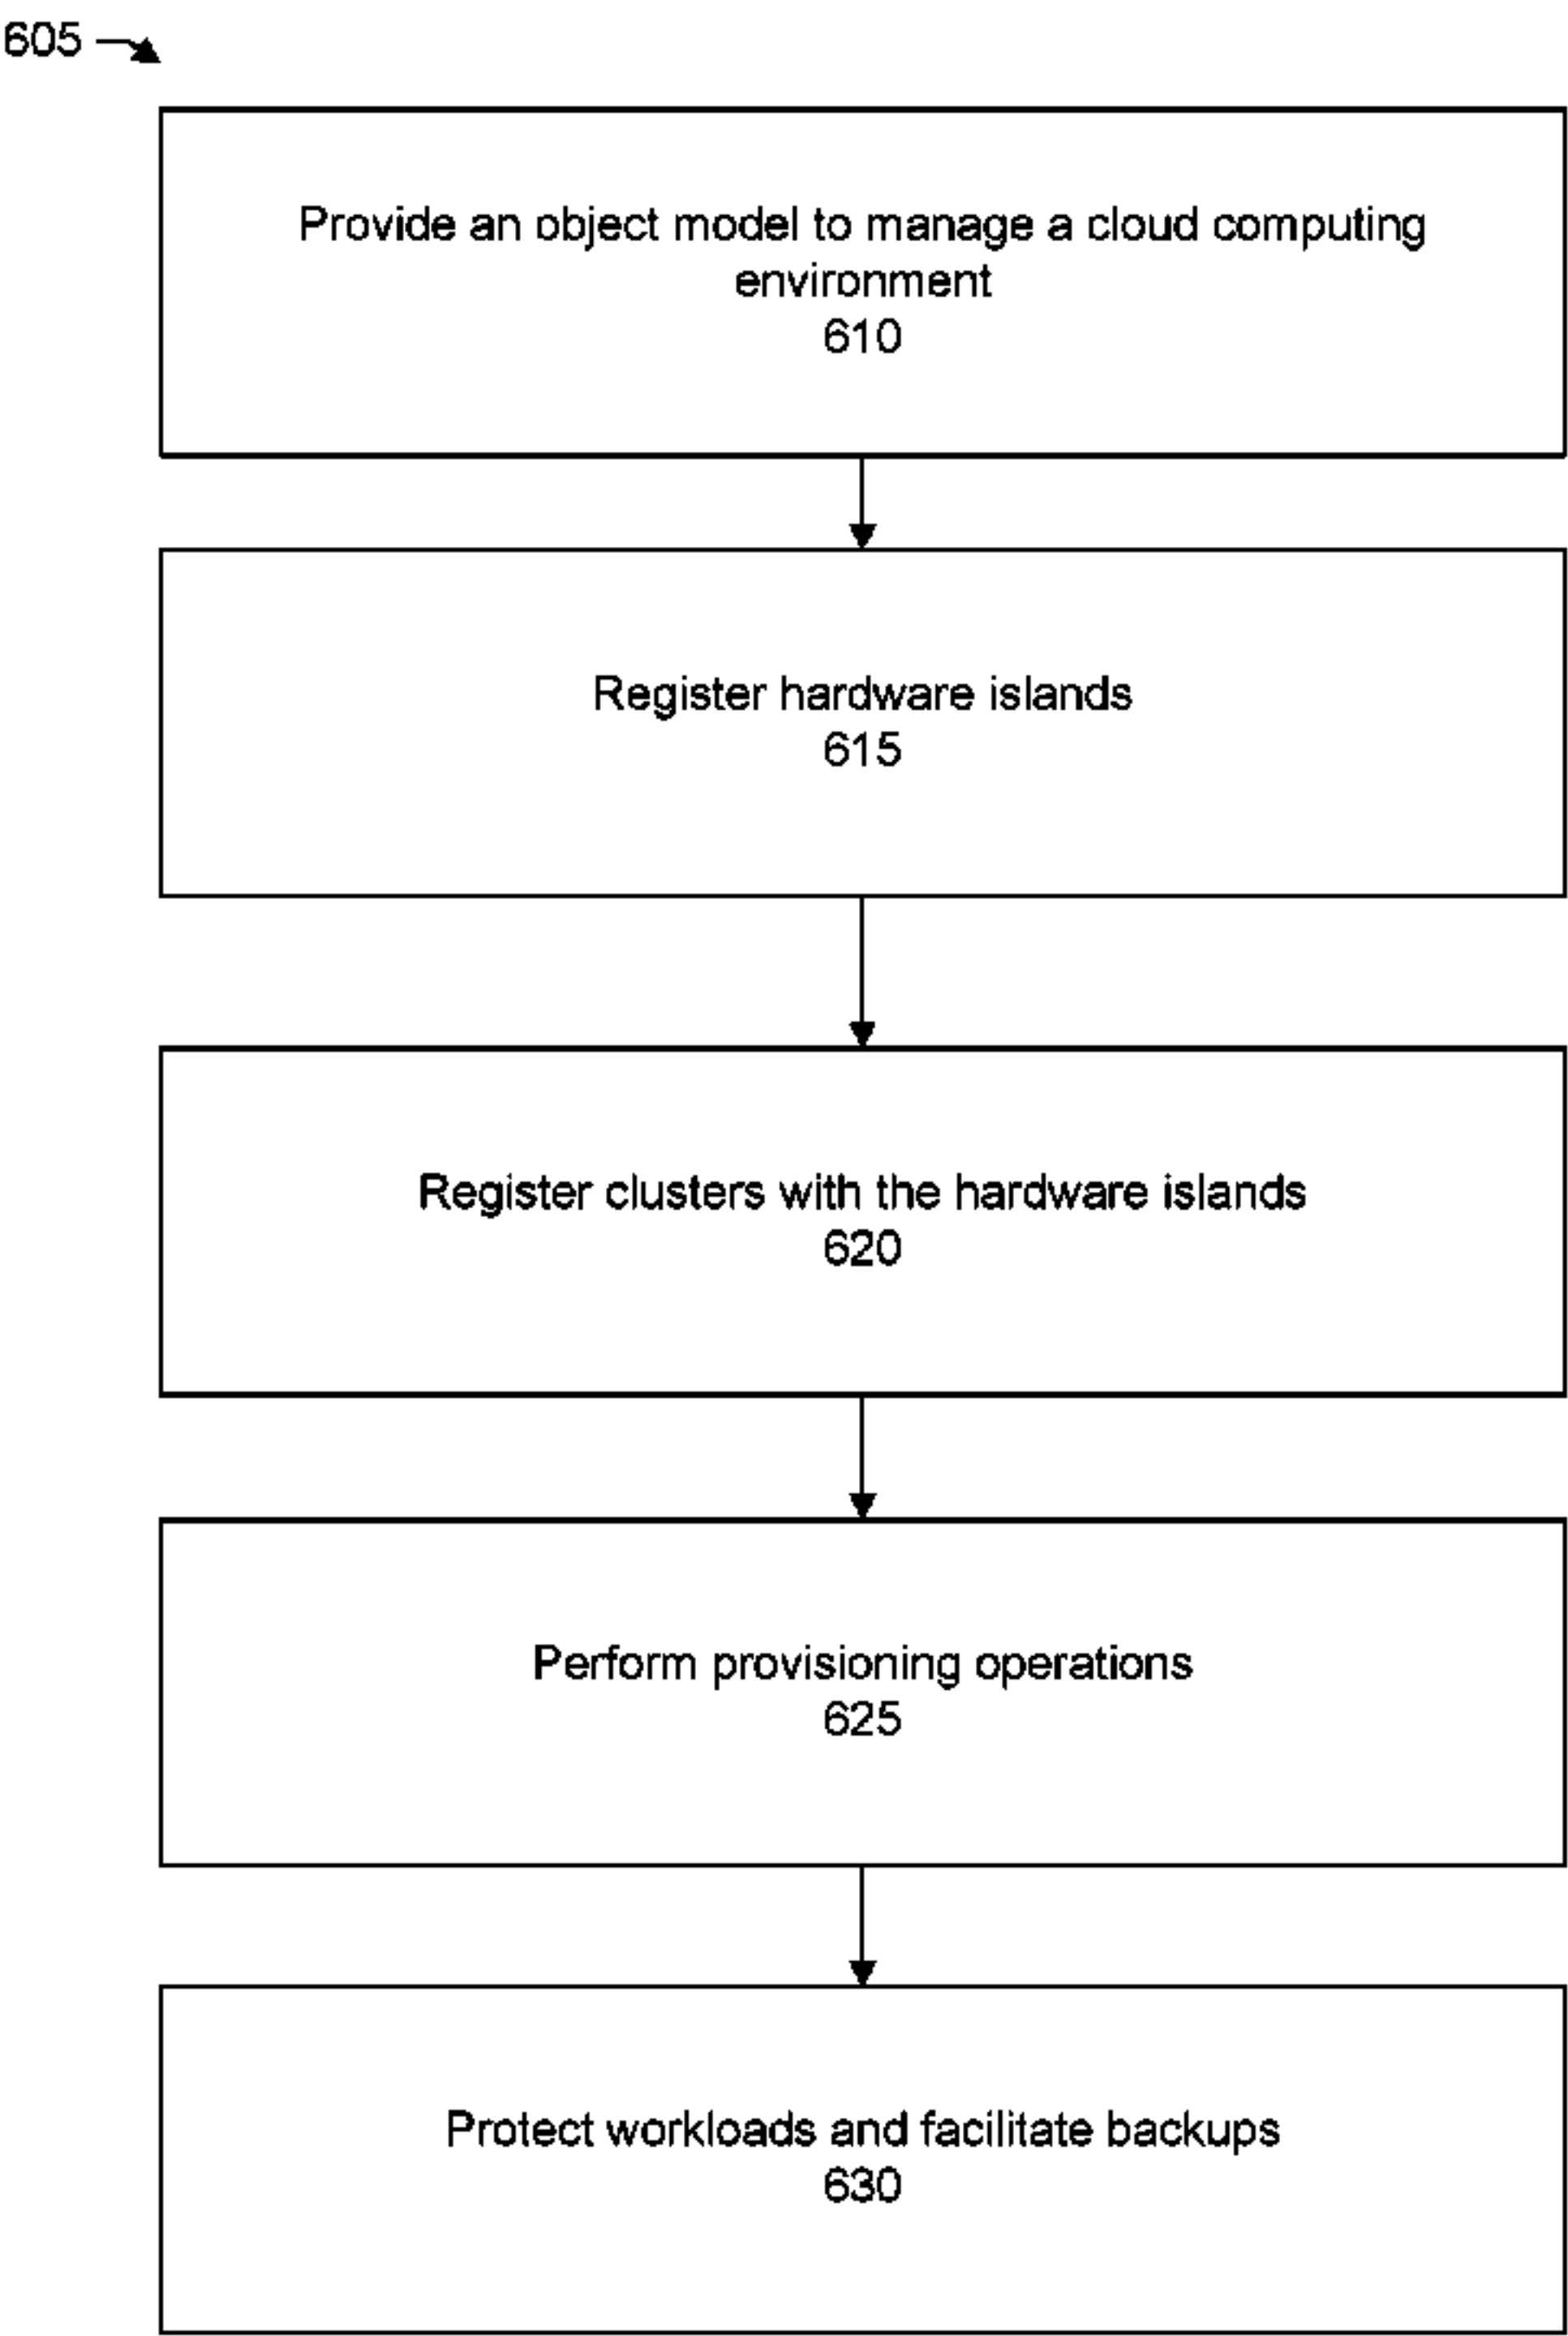 605
Provide an object model to manage a cloud computing
environment
610
Register hardware islands
615
Register clusters with the hardware islands
620
Perform provisioning operations
625
Protect workloads and facilitate backups
630